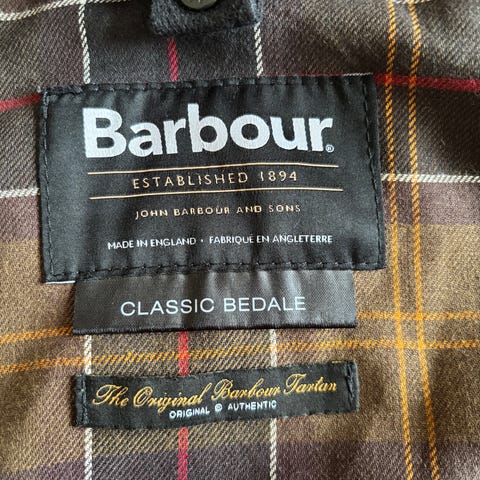 Barbour®
ESTABLISHED 1894
JOHN BARBOUR AND SONS
MADE IN ENGLAND • FABRIQUÉ EN ANGLETERRE
CLASSIC BEDALE
The Original Barbour Tartan
ORIGINAL © AUTHENTIC